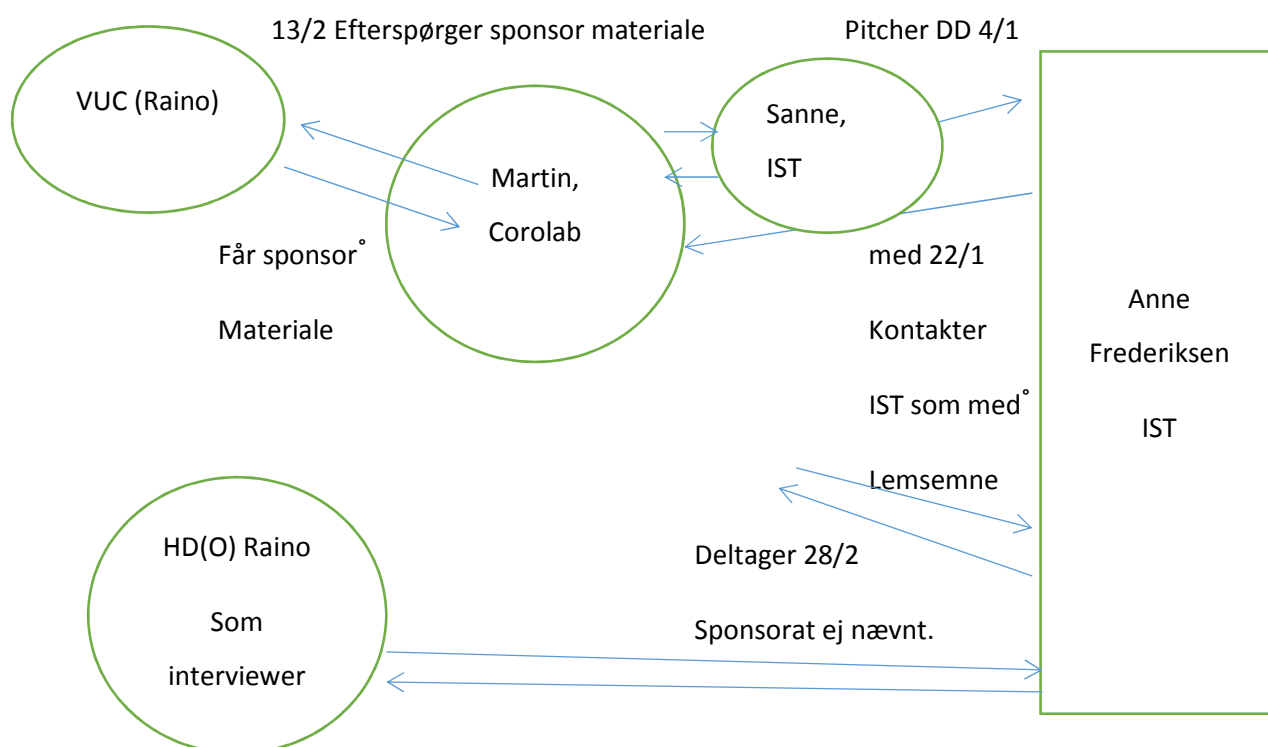 13/2 Efterspørger sponsor materiale
Pitcher DD 4/1
VUC (Raino)
Sanne,
IST
Martin,
Corolab
Får sponsor˚
Materiale
med 22/1
Kontakter
IST som med˚
Lemsemne
Anne
Frederiksen
IST
HD(O) Raino
Som
interviewer
Deltager 28/2
Sponsorat ej nævnt.